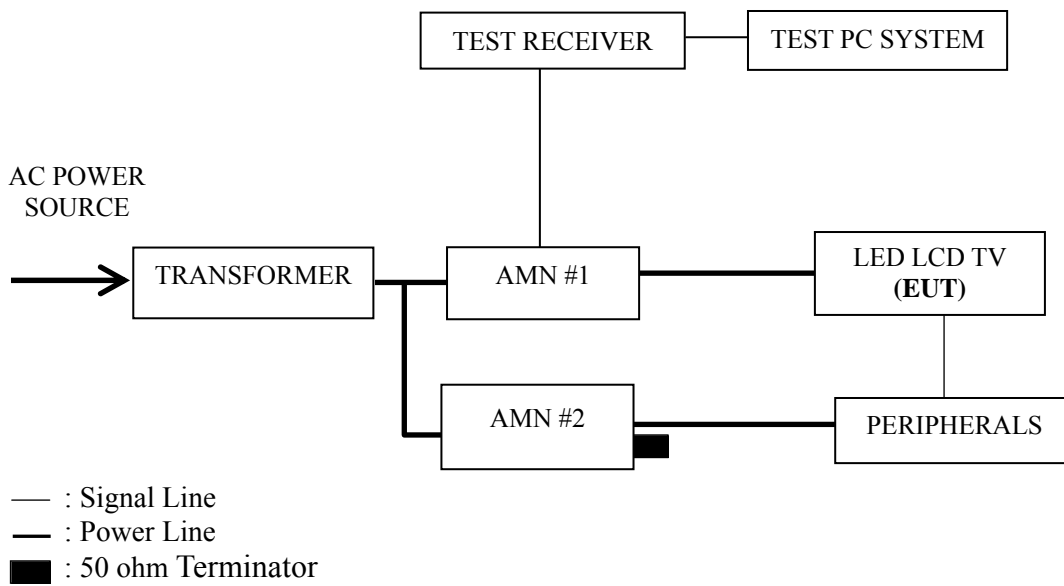 TEST RECEIVER
TEST PC SYSTEM
AC POWER
SOURCE
TRANSFORMER
AMN #1
LED LCD TV
(EUT)
AMN #2
PERIPHERALS
: Signal Line
: Power Line
: 50 ohm Terminator